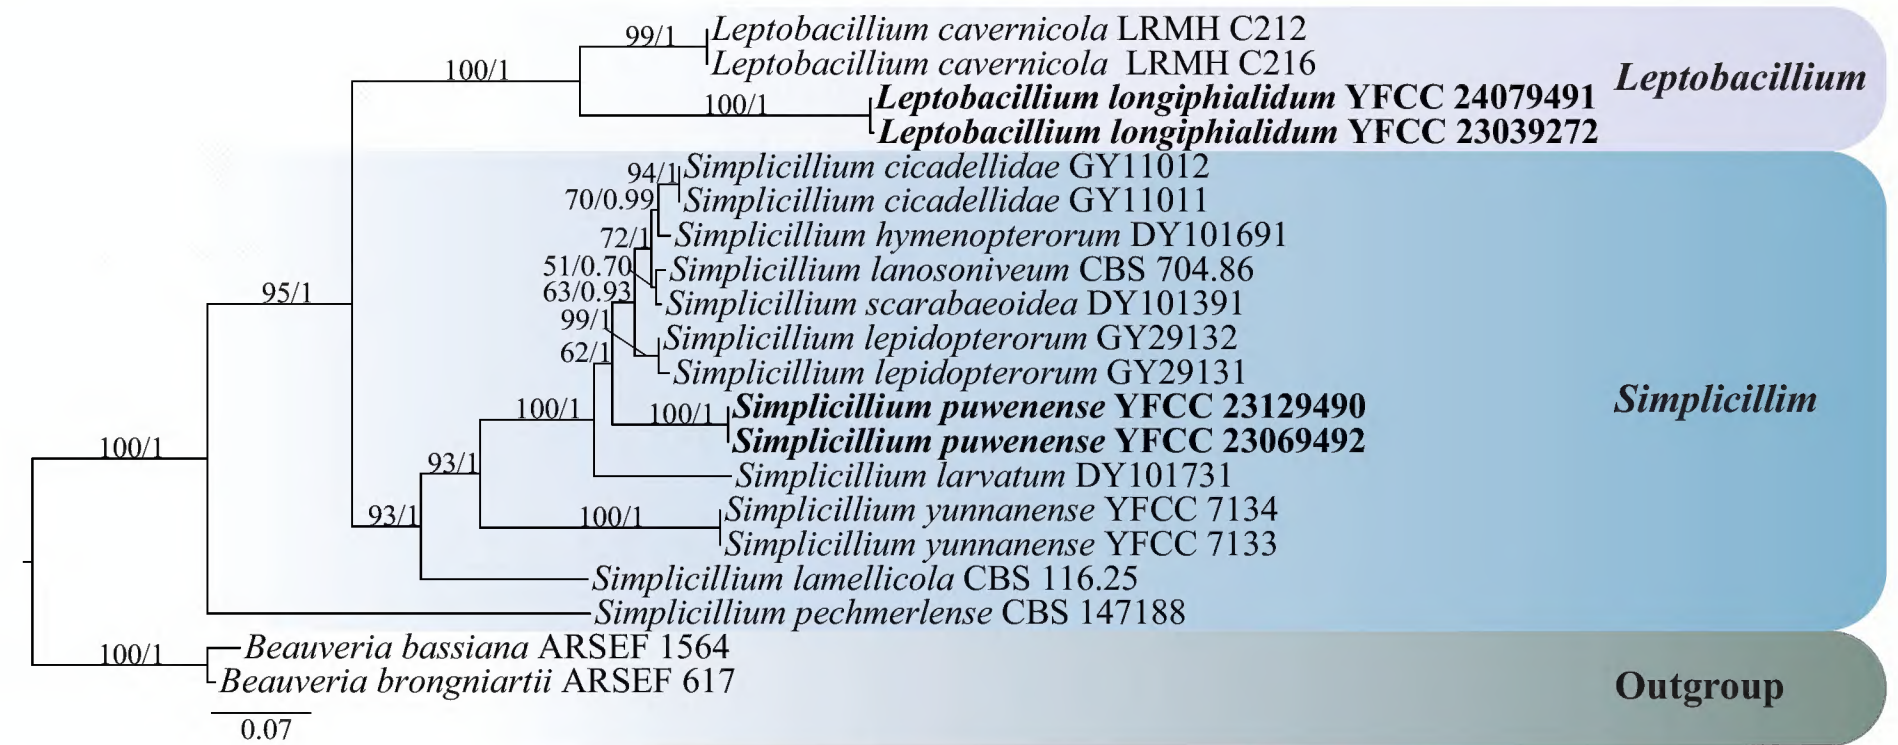 99/1
Leptobacillium cavernicola LRMH C212
Leptobacillium cavernicola LRMH C216
100/1
100/1
Leptobacillium longiphialidum YFCC 24079491
Leptobacillium longiphialidum YFCC 23039272
Leptobacillium
94/1
Simplicillium cicadellidae GY11012
70/0.99
Simplicillium cicadellidae GY11011
72/1
Simplicillium hymenopterorum DY101691
51/0.70
Simplicillium lanosoniveum CBS 704.86
63/0.93
Simplicillium scarabaeoidea DY101391
95/1
99/1
Simplicillium lepidopterorum GY29132
62/1
Simplicillium lepidopterorum GY29131
100/1
100/1
Simplicillium puwenense YFCC 23129490
Simplicillium puwenense YFCC 23069492
Simplicillim
100/1
93/1
Simplicillium larvatum DY101731
93/1
100/1
Simplicillium yunnanense YFCC 7134
Simplicillium yunnanense YFCC 7133
Simplicillium lamellicola CBS 116.25
Simplicillium pechmerlense CBS 147188
100/1
Beauveria bassiana ARSEF 1564
Beauveria brongniartii ARSEF 617
Outgroup
0.07